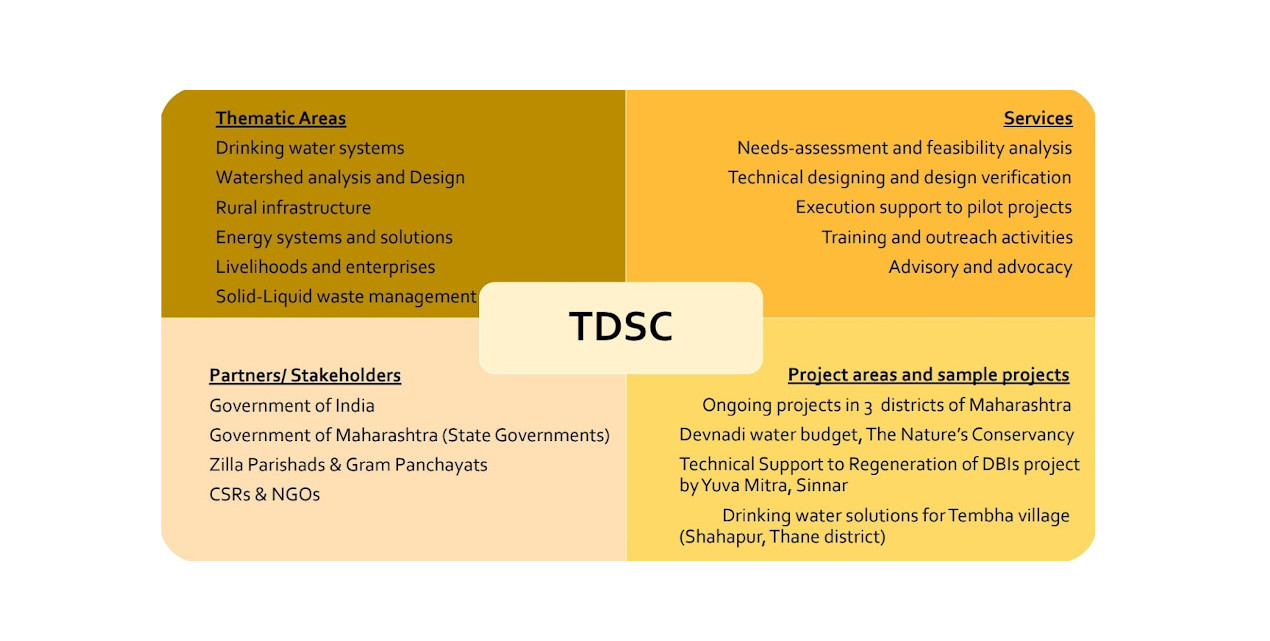 Thematic Areas
Drinking water systems
Watershed analysis and Design
Rural infrastructure
Energy systems and solutions
Livelihoods and enterprises
Solid-Liquid waste management
Services
Needs-assessment and feasibility analysis
Technical designing and design verification
Execution support to pilot projects
Training and outreach activities
Advisory and advocacy
TDSC
Partners/ Stakeholders
Government of India
Government of Maharashtra (State Governments)
Zilla Parishads & Gram Panchayats
CSRs & NGOs
Project areas and sample projects
Ongoing projects in 3 districts of Maharashtra
Devnadi water budget, The Nature's Conservancy
Technical Support to Regeneration of DBIs project
by Yuva Mitra, Sinnar
Drinking water solutions for Tembha village
(Shahapur, Thane district)